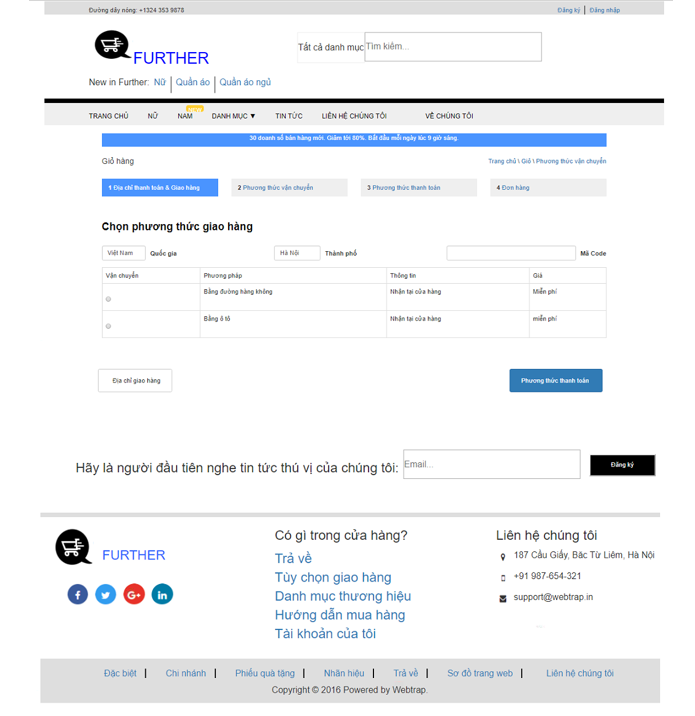 Đường dây nóng: +1324 353 9878
Đăng ký | Đăng nhập
FURTHER
Tất cả danh mục Tìm kiếm...
New in Further: Nữ | Quần áo | Quần áo ngủ
TRANG CHỦ NỮ NAM DANH MỤC ▼ TIN TỨC LIÊN HỆ CHÚNG TÔI VỀ CHÚNG TÔI
30 doanh số bán hàng mới. Giảm tới 80%. Bắt đầu mỗi ngày lúc 9 giờ sáng.
Giỏ hàng
Trang chủ \ Giỏ \ Phương thức vận chuyển
1 Địa chỉ thanh toán & Giao hàng
2 Phương thức vận chuyển
3 Phương thức thanh toán
4 Đơn hàng
Chọn phương thức giao hàng
Việt Nam Quốc gia Hà Nội Thành phố Mã Code
Vận chuyển Phương pháp Thông tin Giá
Bằng đường hàng không Nhận tại cửa hàng Miễn phí
Bằng ô tô Nhận tại cửa hàng miễn phí
Địa chỉ giao hàng
Phương thức thanh toán
Hãy là người đầu tiên nghe tin tức thú vị của chúng tôi: Email... Đăng ký
FURTHER
Có gì trong cửa hàng?
Trả về
Tùy chọn giao hàng
Danh mục thương hiệu
Hướng dẫn mua hàng
Tài khoản của tôi
Liên hệ chúng tôi
187 Cầu Giấy, Bắc Từ Liêm, Hà Nội
+91 987-654-321
support@webtrap.in
Đặc biệt | Chi nhánh | Phiếu quà tặng | Nhãn hiệu | Trả về | Sơ đồ trang web | Liên hệ chúng tôi
Copyright © 2016 Powered by Webtrap.